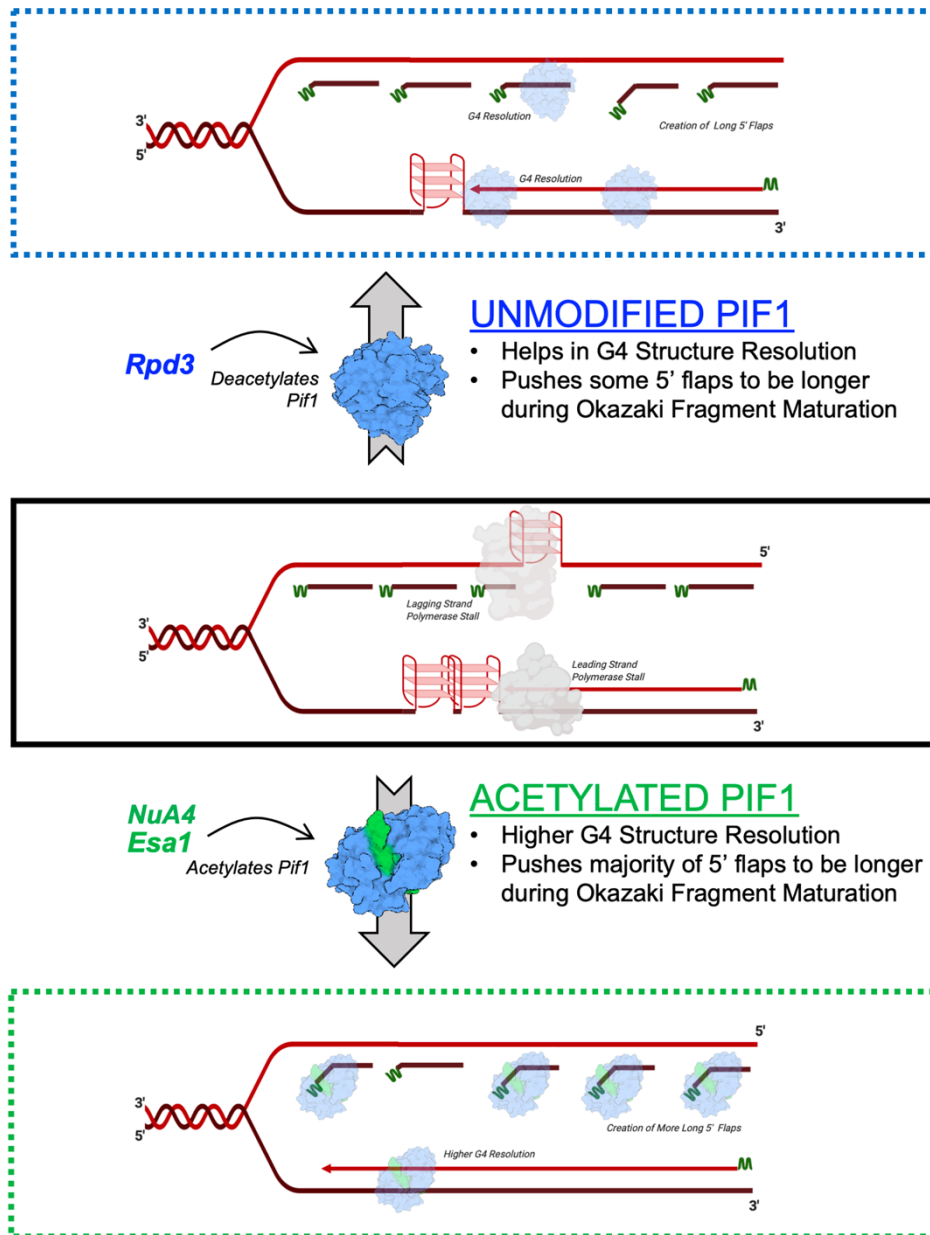 G4 Resolution
Creation of Long 5' Flaps
3'
5'
G4 Resolution
3'
UNMODIFIED PIF1
Rpd3
Deacetylates
Pif1
• Helps in G4 Structure Resolution
• Pushes some 5' flaps to be longer
during Okazaki Fragment Maturation
5'
Lagging Strand
Polymerase Stall
3'
5'
Leading Strand
Polymerase Stall
3'
ACETYLATED PIF1
NuA4
Esa1
Acetylates Pif1
• Higher G4 Structure Resolution
• Pushes majority of 5' flaps to be longer
during Okazaki Fragment Maturation
5'
3'
5'
Creation of More Long 5' Flaps
Higher G4 Resolution
3'